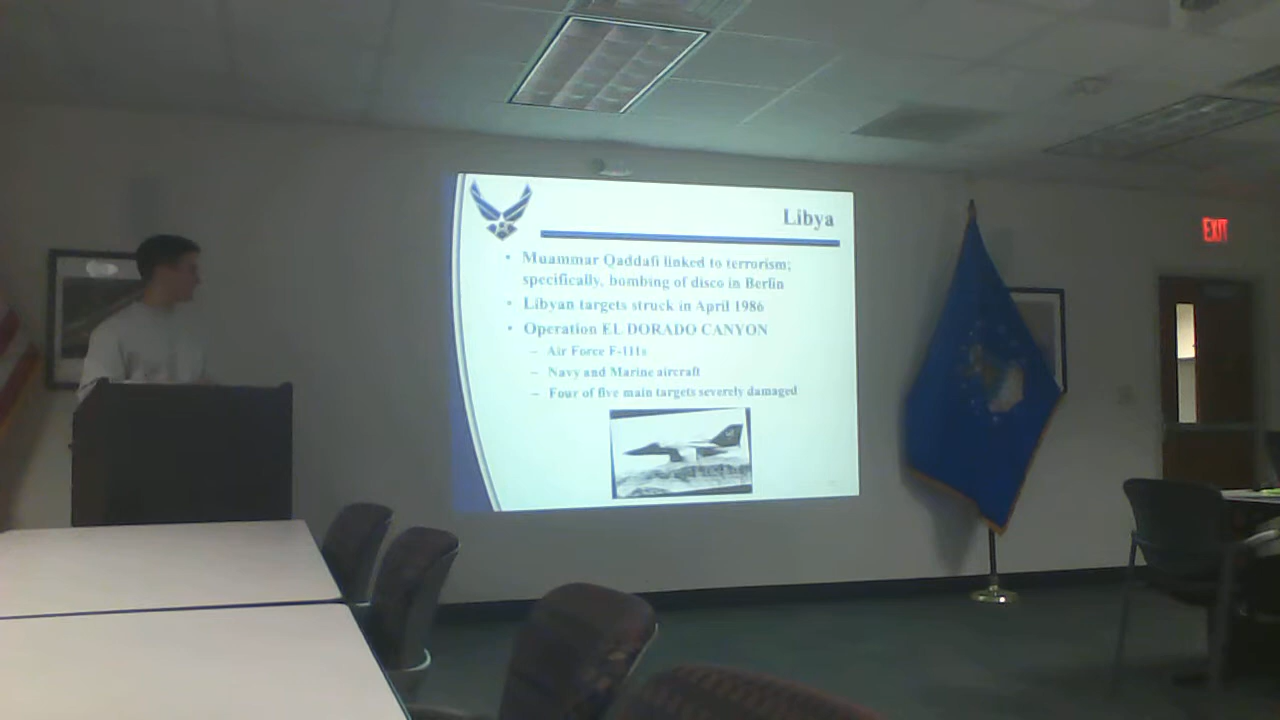 Libya
• Muammar Qaddafi linked to terrorism;
specifically, bombing of disco in Berlin
• Libyan targets struck in April 1986
• Operation EL DORADO CANYON
– Air Force F-111s
– Navy and Marine aircraft
– Four of five main targets severely damaged
EXIT